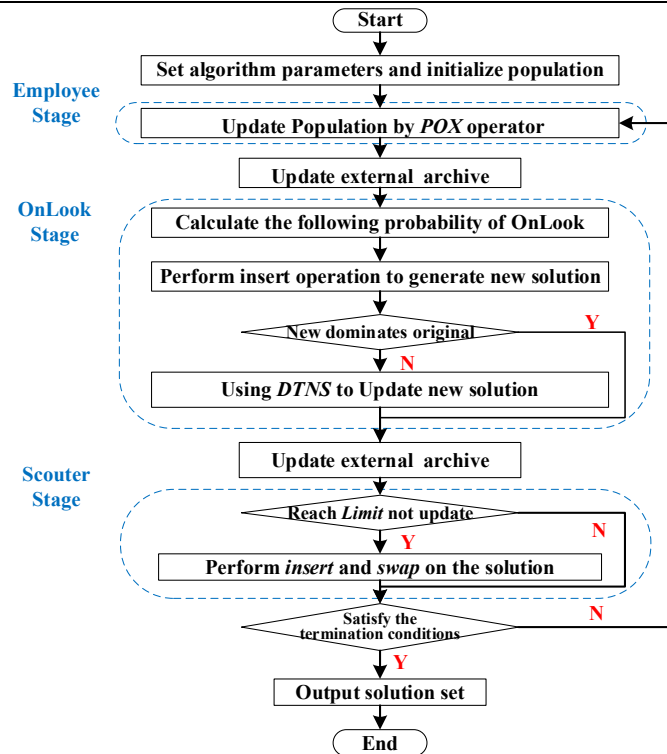 Start
Set algorithm parameters and initialize population
Employee
Stage
Update Population by POX operator
Update external archive
OnLook
Stage
Calculate the following probability of OnLook
Perform insert operation to generate new solution
New dominates original
Y
N
Using DTNS to Update new solution
Update external archive
Scouter
Stage
Reach Limit not update
N
Y
Perform insert and swap on the solution
Satisfy the
termination conditions
N
Y
Output solution set
End